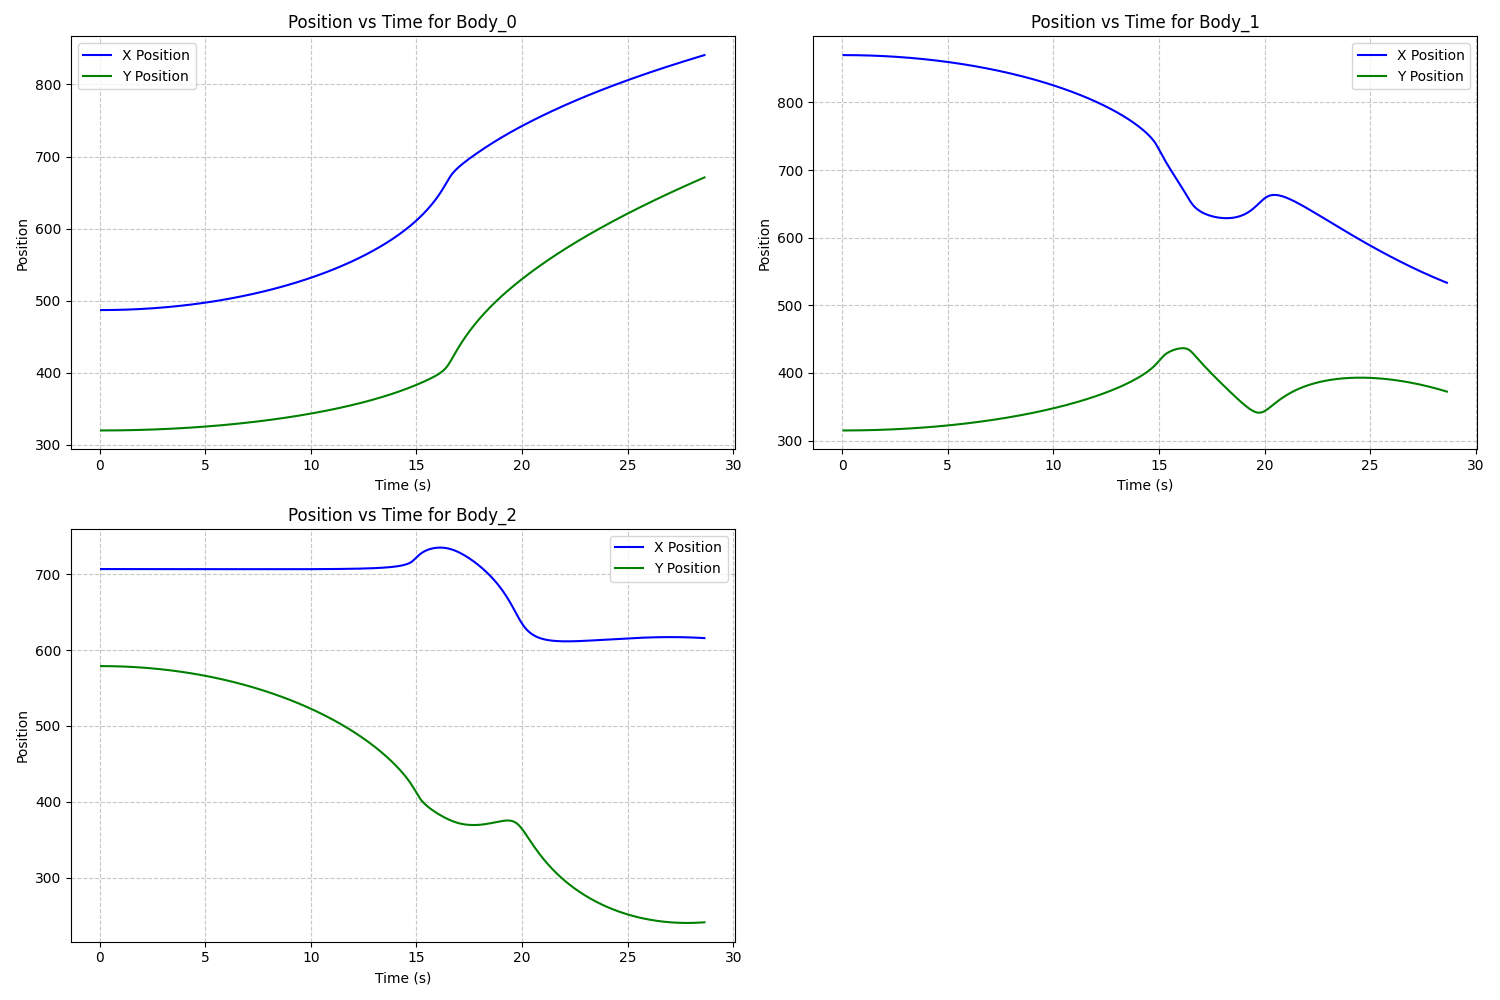 Position vs Time for Body_0
X Position
Y Position
800
700
600
500
400
300
Position
0 5 10 15 20 25 30
Time (s)
Position vs Time for Body_1
X Position
Y Position
800
700
600
500
400
300
Position
0 5 10 15 20 25 30
Time (s)
Position vs Time for Body_2
X Position
Y Position
700
600
500
400
300
Position
0 5 10 15 20 25 30
Time (s)